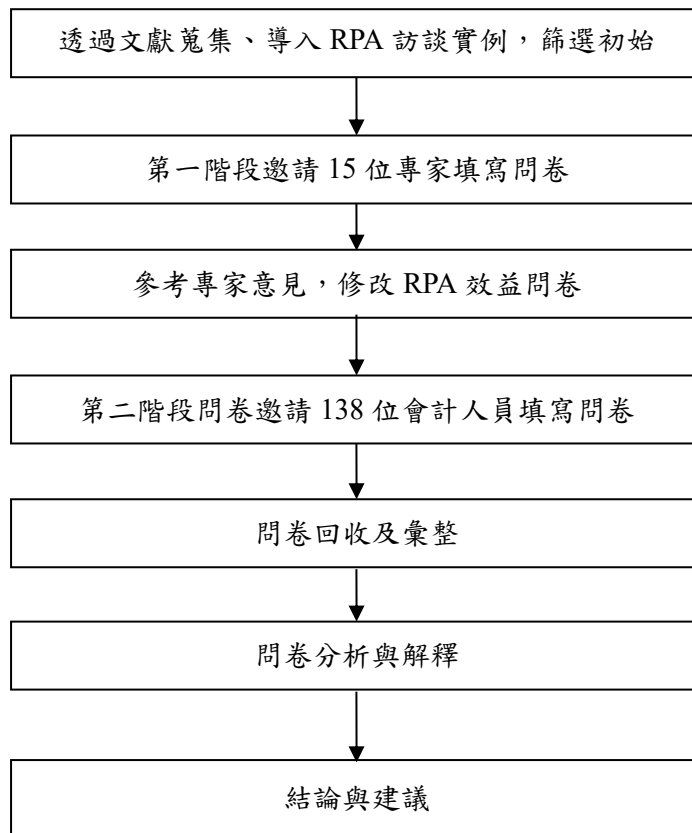 透過文獻蒐集、導入 RPA 訪談實例，篩選初始
第一階段邀請 15 位專家填寫問卷
參考專家意見，修改 RPA 效益問卷
第二階段問卷邀請 138 位會計人員填寫問卷
問卷回收及彙整
問卷分析與解釋
結論與建議